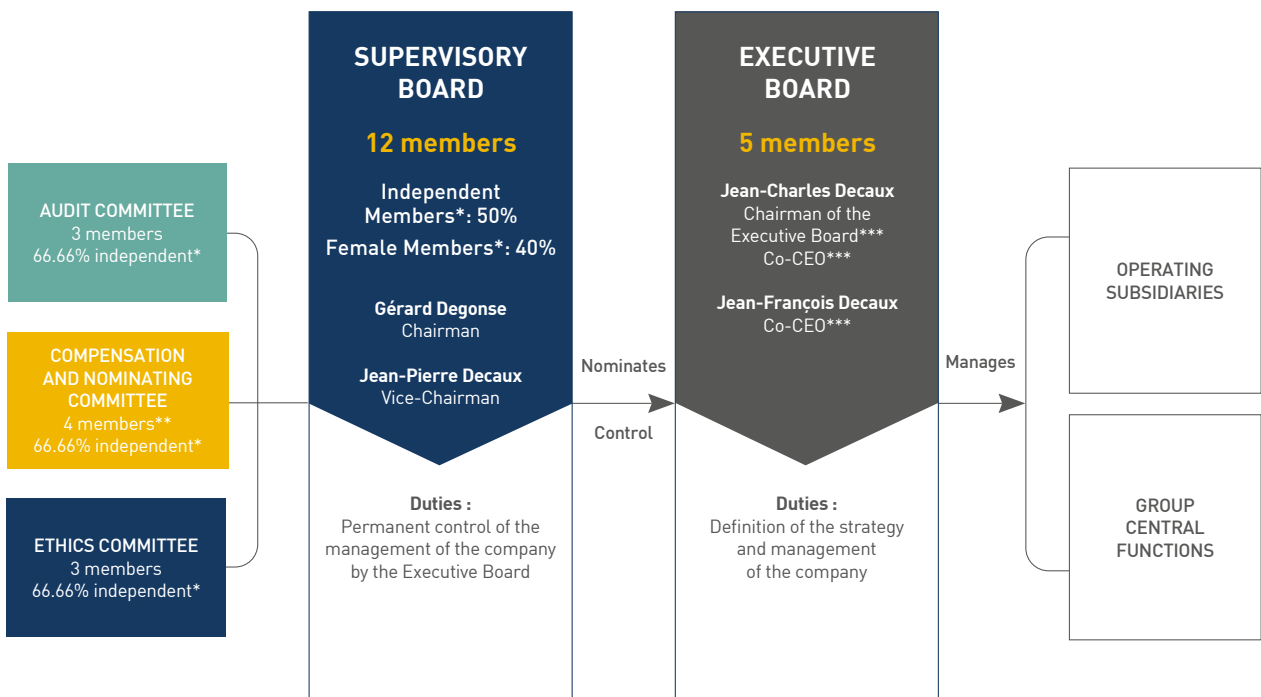 AUDIT COMMITTEE
3 members
66.66% independent*
COMPENSATION
AND NOMINATING
COMMITTEE
4 members**
66.66% independent*
ETHICS COMMITTEE
3 members
66.66% independent*
SUPERVISORY
BOARD
12 members
Independent
Members*: 50%
Female Members*: 40%
Gérard Degonse
Chairman
Jean-Pierre Decaux
Vice-Chairman
Duties :
Permanent control of the
management of the company
by the Executive Board
Nominates
Control
EXECUTIVE
BOARD
5 members
Jean-Charles Decaux
Chairman of the
Executive Board***
Co-CEO***
Jean-François Decaux
Co-CEO***
Duties :
Definition of the strategy
and management
of the company
Manages
OPERATING
SUBSIDIARIES
GROUP
CENTRAL
FUNCTIONS